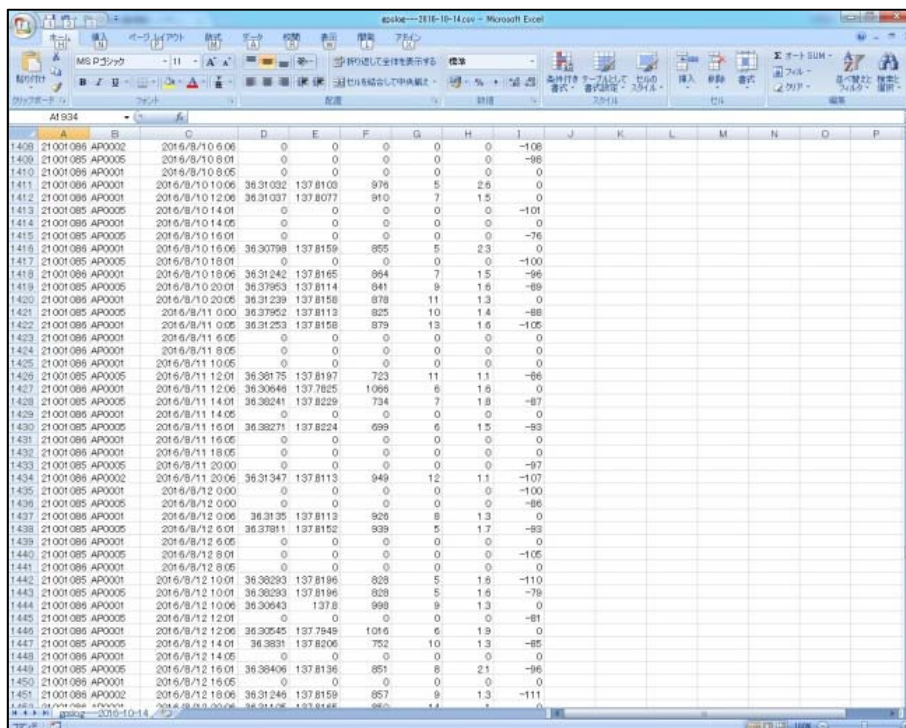 gpslog---2016-10-14.csv - Microsoft Excel
ホーム 挿入 ページ レイアウト 数式 データ 校閲 表示 開発 アドイン
MS Pゴシック 11 折り返して全体を表示する 標準 Σ オート SUM
貼り付け B I U セルを結合して中央揃え 条件付き書式 テーブルとして書式設定 セルのスタイル 挿入 削除 書式 フィル クリア 並べ替えと フィルタ 検索と選択
クリップボード フォント 配置 数値 スタイル セル 編集
A1934 fx
A B C D E F G H I J K L M N O P
1408 21001086 AP0002 2016/8/10 6:06 0 0 0 0 0 -108
1409 21001085 AP0005 2016/8/10 8:01 0 0 0 0 0 -98
1410 21001086 AP0001 2016/8/10 8:05 0 0 0 0 0 0
1411 21001086 AP0001 2016/8/10 10:06 36.31032 137.8103 976 5 2.6 0
1412 21001086 AP0001 2016/8/10 12:06 36.31037 137.8077 910 7 1.5 0
1413 21001085 AP0005 2016/8/10 14:01 0 0 0 0 0 -101
1414 21001086 AP0001 2016/8/10 14:05 0 0 0 0 0 0
1415 21001085 AP0005 2016/8/10 16:01 0 0 0 0 0 -76
1416 21001086 AP0001 2016/8/10 16:06 36.30798 137.8159 855 5 2.3 0
1417 21001085 AP0005 2016/8/10 18:01 0 0 0 0 0 -100
1418 21001086 AP0001 2016/8/10 18:06 36.31242 137.8165 864 7 1.5 -96
1419 21001085 AP0005 2016/8/10 20:01 36.37953 137.8114 841 9 1.6 -89
1420 21001086 AP0001 2016/8/10 20:05 36.31239 137.8158 878 11 1.3 0
1421 21001085 AP0005 2016/8/11 0:00 36.37952 137.8113 825 10 1.4 -88
1422 21001086 AP0001 2016/8/11 0:05 36.31253 137.8158 879 13 1.6 -105
1423 21001086 AP0001 2016/8/11 6:05 0 0 0 0 0 0
1424 21001086 AP0001 2016/8/11 8:05 0 0 0 0 0 0
1425 21001086 AP0001 2016/8/11 10:05 0 0 0 0 0 0
1426 21001085 AP0005 2016/8/11 12:01 36.38175 137.8197 723 11 1.1 -86
1427 21001086 AP0001 2016/8/11 12:06 36.30646 137.7825 1066 6 1.6 0
1428 21001085 AP0005 2016/8/11 14:01 36.38241 137.8229 734 7 1.8 -87
1429 21001086 AP0001 2016/8/11 14:05 0 0 0 0 0 0
1430 21001085 AP0005 2016/8/11 16:01 36.38271 137.8224 699 6 1.5 -93
1431 21001086 AP0001 2016/8/11 16:05 0 0 0 0 0 0
1432 21001086 AP0001 2016/8/11 18:05 0 0 0 0 0 0
1433 21001085 AP0005 2016/8/11 20:00 0 0 0 0 0 -97
1434 21001086 AP0002 2016/8/11 20:06 36.31347 137.8113 949 12 1.1 -107
1435 21001085 AP0001 2016/8/12 0:00 0 0 0 0 0 -100
1436 21001085 AP0005 2016/8/12 0:00 0 0 0 0 0 -86
1437 21001086 AP0001 2016/8/12 0:06 36.3135 137.8113 926 8 1.3 0
1438 21001085 AP0005 2016/8/12 6:01 36.37811 137.8152 939 5 1.7 -93
1439 21001086 AP0001 2016/8/12 6:05 0 0 0 0 0 0
1440 21001085 AP0005 2016/8/12 8:01 0 0 0 0 0 -105
1441 21001086 AP0001 2016/8/12 8:05 0 0 0 0 0 0
1442 21001085 AP0001 2016/8/12 10:01 36.38293 137.8196 828 5 1.6 -110
1443 21001085 AP0005 2016/8/12 10:01 36.38293 137.8196 828 5 1.6 -79
1444 21001086 AP0001 2016/8/12 10:06 36.30643 137.8 998 9 1.3 0
1445 21001085 AP0005 2016/8/12 12:01 0 0 0 0 0 -81
1446 21001086 AP0001 2016/8/12 12:06 36.30545 137.7949 1016 6 1.9 0
1447 21001085 AP0005 2016/8/12 14:01 36.3831 137.8206 752 10 1.3 -85
1448 21001086 AP0001 2016/8/12 14:05 0 0 0 0 0 0
1449 21001085 AP0005 2016/8/12 16:01 36.38406 137.8136 851 8 2.1 -96
1450 21001086 AP0001 2016/8/12 16:05 0 0 0 0 0 0
1451 21001086 AP0002 2016/8/12 18:06 36.31246 137.8159 857 9 1.3 -111
gpslog---2016-10-14
コマンド 100%